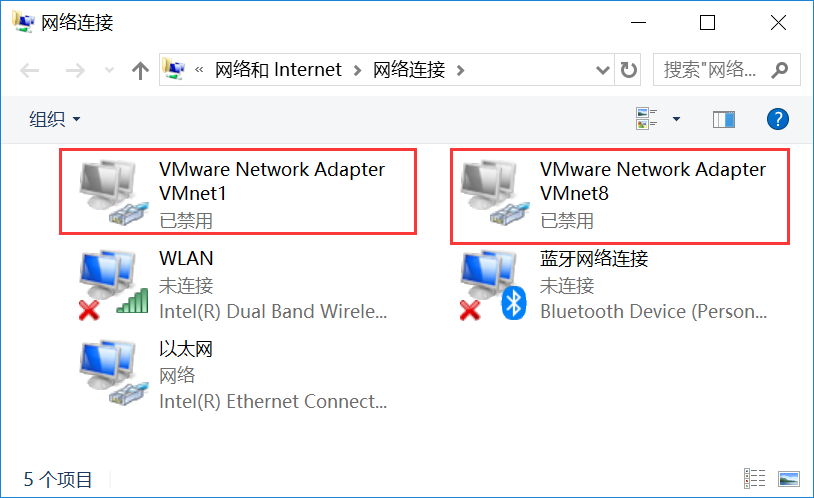 网络连接
« 网络和 Internet > 网络连接 >
搜索"网络...
组织
VMware Network Adapter
VMnet1
已禁用
VMware Network Adapter
VMnet8
已禁用
WLAN
未连接
Intel(R) Dual Band Wirele...
蓝牙网络连接
未连接
Bluetooth Device (Person...
以太网
网络
Intel(R) Ethernet Connect...
5 个项目